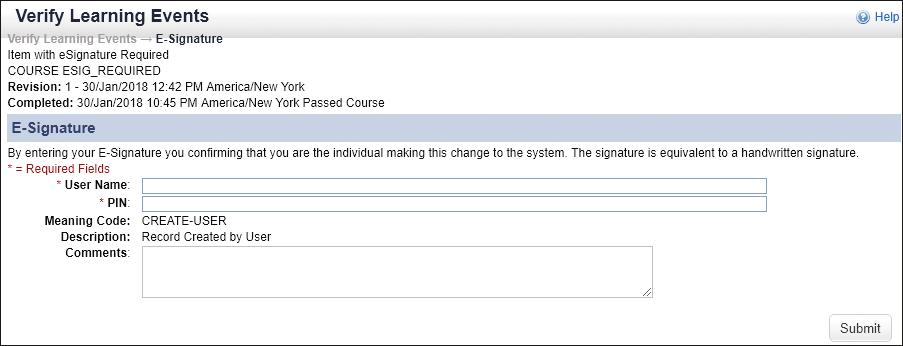 Verify Learning Events
Help
Verify Learning Events → E-Signature
Item with eSignature Required
COURSE ESIG_REQUIRED
Revision: 1 - 30/Jan/2018 12:42 PM America/New York
Completed: 30/Jan/2018 10:45 PM America/New York Passed Course
E-Signature
By entering your E-Signature you confirming that you are the individual making this change to the system. The signature is equivalent to a handwritten signature.
* = Required Fields
* User Name:
* PIN:
Meaning Code: CREATE-USER
Description: Record Created by User
Comments:
Submit